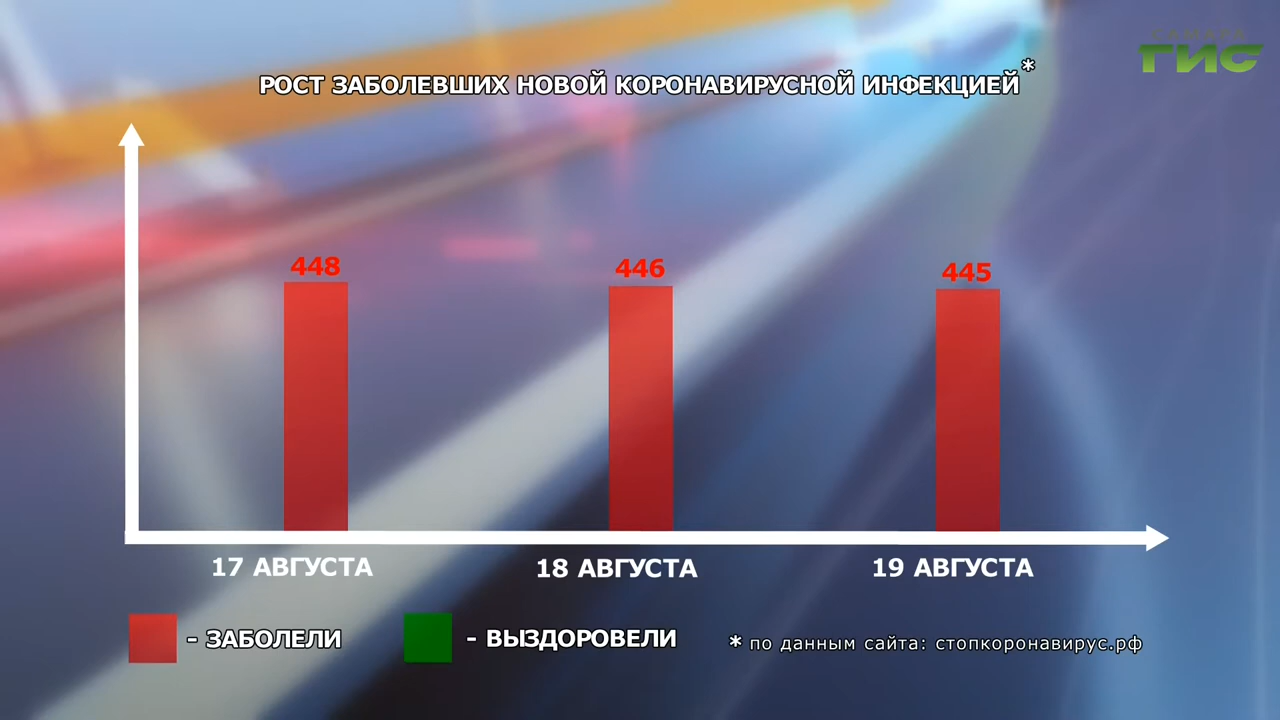 САМАРА
ГИС
РОСТ ЗАБОЛЕВШИХ НОВОЙ КОРОНАВИРУСНОЙ ИНФЕКЦИЕЙ*
448
446
445
17 АВГУСТА
18 АВГУСТА
19 АВГУСТА
- ЗАБОЛЕЛИ
- ВЫЗДОРОВЕЛИ
* по данным сайта: стопкоронавирус.рф